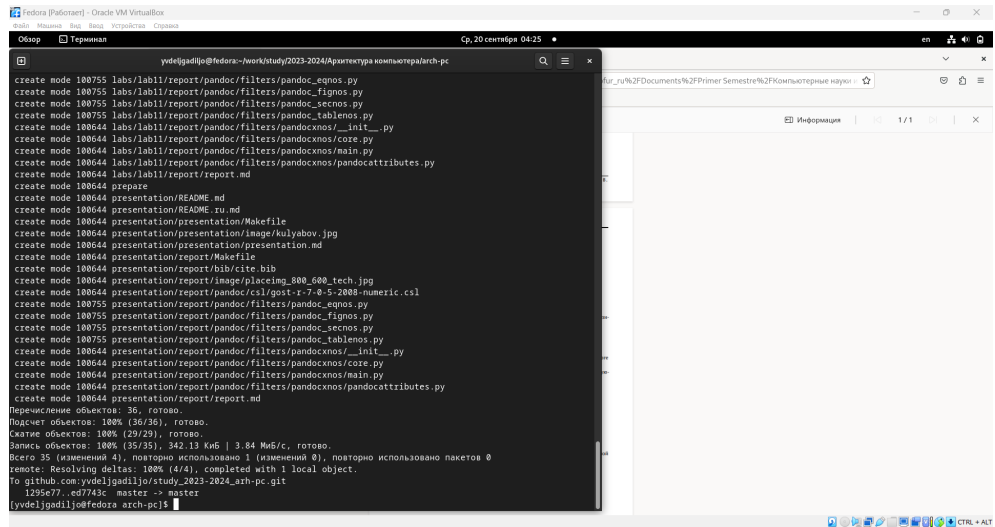 Fedora [Работает] - Oracle VM VirtualBox
Файл Машина Вид Ввод Устройства Справка
Обзор Терминал Ср, 20 сентября 04:25 en
yvdeljgadiljo@fedora:~/work/study/2023-2024/Архитектура компьютера/arch-pc
create mode 100755 labs/lab11/report/pandoc/filters/pandoc_eqnos.py
create mode 100755 labs/lab11/report/pandoc/filters/pandoc_fignos.py
create mode 100755 labs/lab11/report/pandoc/filters/pandoc_secnos.py
create mode 100755 labs/lab11/report/pandoc/filters/pandoc_tablenos.py
create mode 100644 labs/lab11/report/pandoc/filters/pandocxnos/__init__.py
create mode 100644 labs/lab11/report/pandoc/filters/pandocxnos/core.py
create mode 100644 labs/lab11/report/pandoc/filters/pandocxnos/main.py
create mode 100644 labs/lab11/report/pandoc/filters/pandocxnos/pandocattributes.py
create mode 100644 labs/lab11/report/report.md
create mode 100644 prepare
create mode 100644 presentation/README.md
create mode 100644 presentation/README.ru.md
create mode 100644 presentation/presentation/Makefile
create mode 100644 presentation/presentation/image/kulyabov.jpg
create mode 100644 presentation/presentation/presentation.md
create mode 100644 presentation/report/Makefile
create mode 100644 presentation/report/bib/cite.bib
create mode 100644 presentation/report/image/placeimg_800_600_tech.jpg
create mode 100644 presentation/report/pandoc/csl/gost-r-7-0-5-2008-numeric.csl
create mode 100755 presentation/report/pandoc/filters/pandoc_eqnos.py
create mode 100755 presentation/report/pandoc/filters/pandoc_fignos.py
create mode 100755 presentation/report/pandoc/filters/pandoc_secnos.py
create mode 100755 presentation/report/pandoc/filters/pandoc_tablenos.py
create mode 100644 presentation/report/pandoc/filters/pandocxnos/__init__.py
create mode 100644 presentation/report/pandoc/filters/pandocxnos/core.py
create mode 100644 presentation/report/pandoc/filters/pandocxnos/main.py
create mode 100644 presentation/report/pandoc/filters/pandocxnos/pandocattributes.py
create mode 100644 presentation/report/report.md
Перечисление объектов: 36, готово.
Подсчет объектов: 100% (36/36), готово.
Сжатие объектов: 100% (29/29), готово.
Запись объектов: 100% (35/35), 342.13 КиБ | 3.84 МиБ/с, готово.
Всего 35 (изменений 4), повторно использовано 1 (изменений 0), повторно использовано пакетов 0
remote: Resolving deltas: 100% (4/4), completed with 1 local object.
To github.com:yvdeljgadiljo/study_2023-2024_arh-pc.git
1295e77..ed7743c master -> master
[yvdeljgadiljo@fedora arch-pc]$
fur_ru%2FDocuments%2FPrimer Semestre%2FКомпьютерные науки
Информация 1 / 1
CTRL + ALT